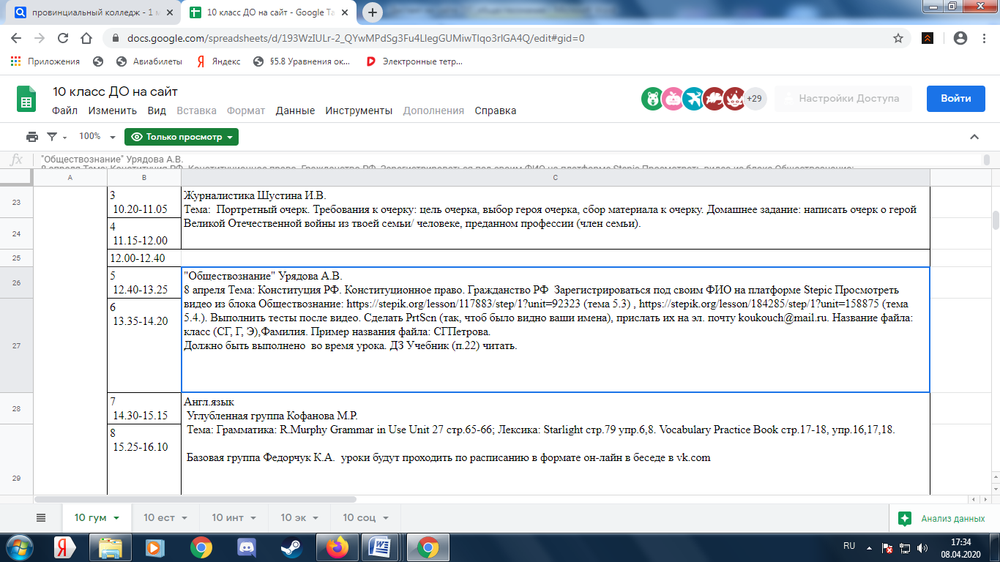 провинциальный колледж - 1 м
10 класс ДО на сайт - Google Та
docs.google.com/spreadsheets/d/193WzIULr-2_QYwMPdSg3Fu4LlegGUMiwTlqo3rlGA4Q/edit#gid=0
Приложения Авиабилеты Яндекс §5.8 Уравнения ок... Электронные тетр...
10 класс ДО на сайт
+29 Настройки Доступа Войти
Файл Изменить Вид Вставка Формат Данные Инструменты Дополнения Справка
100% Только просмотр
fx "Обществознание" Урядова А.В.
8 апреля Тема: Конституция РФ. Конституционное право. Гражданство РФ Зарегистрироваться под своим ФИО на платформе Stepic Просмотреть видео из блока Обществознание:
A B C
23 3
10.20-11.05
Журналистика Шустина И.В.
Тема: Портретный очерк. Требования к очерку: цель очерка, выбор героя очерка, сбор материала к очерку. Домашнее задание: написать очерк о герой
Великой Отечественной войны из твоей семьи/ человеке, преданном профессии (член семьи).
24 4
11.15-12.00
25 12.00-12.40
26 5
12.40-13.25
"Обществознание" Урядова А.В.
8 апреля Тема: Конституция РФ. Конституционное право. Гражданство РФ Зарегистрироваться под своим ФИО на платформе Stepic Просмотреть
видео из блока Обществознание: https://stepik.org/lesson/117883/step/1?unit=92323 (тема 5.3) , https://stepik.org/lesson/184285/step/1?unit=158875 (тема
5.4.). Выполнить тесты после видео. Сделать PrtScn (так, чтоб было видно ваши имена), прислать их на эл. почту koukouch@mail.ru. Название файла:
класс (СГ, Г, Э),Фамилия. Пример названия файла: СГПетрова.
Должно быть выполнено во время урока. ДЗ Учебник (п.22) читать.
27 6
13.35-14.20
28 7
14.30-15.15
Англ.язык
Углубленная группа Кофанова М.Р.
Тема: Грамматика: R.Murphy Grammar in Use Unit 27 стр.65-66; Лексика: Starlight стр.79 упр.6,8. Vocabulary Practice Book стр.17-18, упр.16,17,18.
Базовая группа Федорчук К.А. уроки будут проходить по расписанию в формате он-лайн в беседе в vk.com
29 8
15.25-16.10
10 гум 10 ест 10 инт 10 эк 10 соц Анализ данных
RU 17:34
08.04.2020